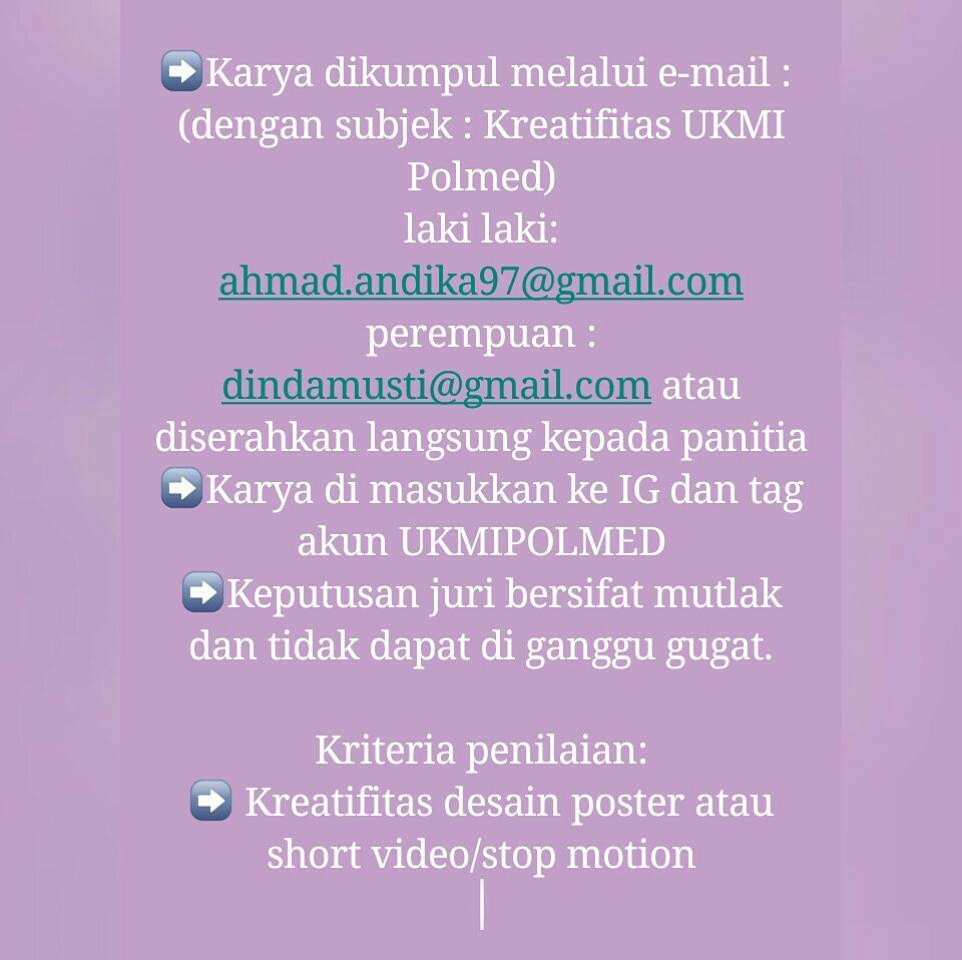 ➡Karya dikumpul melalui e-mail :
(dengan subjek : Kreatifitas UKMI
Polmed)
laki laki:
ahmad.andika97@gmail.com
perempuan :
dindamusti@gmail.com atau
diserahkan langsung kepada panitia
➡Karya di masukkan ke IG dan tag
akun UKMIPOLMED
➡Keputusan juri bersifat mutlak
dan tidak dapat di ganggu gugat.
Kriteria penilaian:
➡ Kreatifitas desain poster atau
short video/stop motion